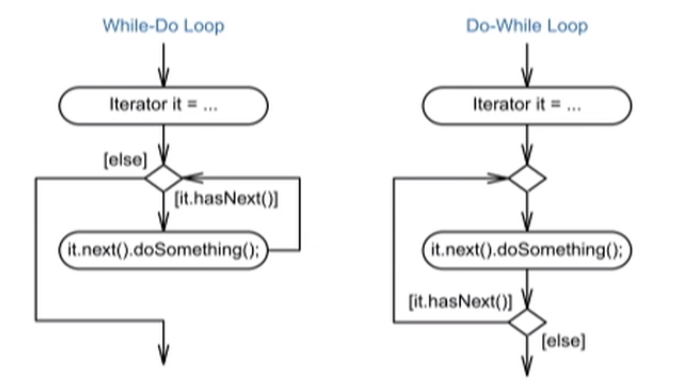 While-Do Loop
Iterator it = ...
[else]
[it.hasNext()]
it.next().doSomething();
Do-While Loop
Iterator it = ...
it.next().doSomething();
[it.hasNext()]
[else]